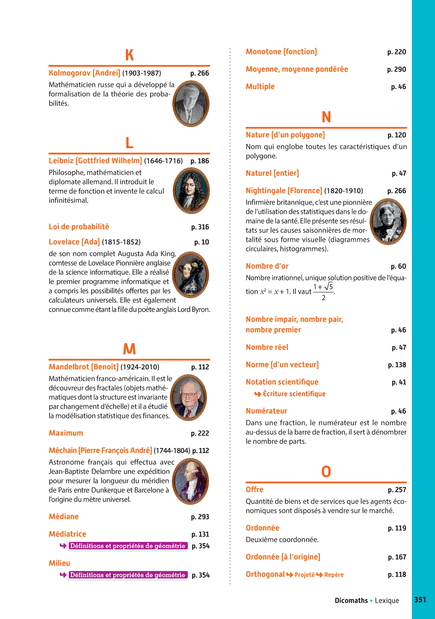 K
Kolmogorov [Andreï] (1903-1987) p. 266
Mathématicien russe qui a développé la
formalisation de la théorie des proba-
bilités.
L
Leibniz [Gottfried Wilhelm] (1646-1716) p. 186
Philosophe, mathématicien et
diplomate allemand. Il introduit le
terme de fonction et invente le calcul
infinitésimal.
Loi de probabilité p. 316
Lovelace [Ada] (1815-1852) p. 10
de son nom complet Augusta Ada King,
comtesse de Lovelace Pionnière anglaise
de la science informatique. Elle a réalisé
le premier programme informatique et
a compris les possibilités offertes par les
calculateurs universels. Elle est également
connue comme étant la fille du poète anglais Lord Byron.
M
Mandelbrot [Benoît] (1924-2010) p. 112
Mathématicien franco-américain. Il est le
découvreur des fractales (objets mathé-
matiques dont la structure est invariante
par changement d'échelle) et il a étudié
la modélisation statistique des finances.
Maximum p. 222
Méchain [Pierre François André] (1744-1804) p. 112
Astronome français qui effectua avec
Jean-Baptiste Delambre une expédition
pour mesurer la longueur du méridien
de Paris entre Dunkerque et Barcelone à
l'origine du mètre universel.
Médiane p. 293
Médiatrice p. 131
↪ Définitions et propriétés de géométrie p. 354
Milieu
↪ Définitions et propriétés de géométrie p. 354
Monotone [fonction] p. 220
Moyenne, moyenne pondérée p. 290
Multiple p. 46
N
Nature [d'un polygone] p. 120
Nom qui englobe toutes les caractéristiques d'un
polygone.
Naturel [entier] p. 47
Nightingale [Florence] (1820-1910) p. 266
Infirmière britannique, c'est une pionnière
de l'utilisation des statistiques dans le do-
maine de la santé. Elle présente ses résul-
tats sur les causes saisonnières de mor-
talité sous forme visuelle (diagrammes
circulaires, histogrammes).
Nombre d'or p. 60
Nombre irrationnel, unique solution positive de l'équa-
tion x² = x + 1. Il vaut (1 + √5)/2.
Nombre impair, nombre pair,
nombre premier p. 46
Nombre réel p. 47
Norme [d'un vecteur] p. 138
Notation scientifique p. 41
↪ Écriture scientifique
Numérateur p. 46
Dans une fraction, le numérateur est le nombre
au-dessus de la barre de fraction, il sert à dénombrer
le nombre de parts.
O
Offre p. 257
Quantité de biens et de services que les agents éco-
nomiques sont disposés à vendre sur le marché.
Ordonnée p. 119
Deuxième coordonnée.
Ordonnée [à l'origine] p. 167
Orthogonal ↪ Projeté ↪ Repère p. 118
Dicomaths • Lexique 351